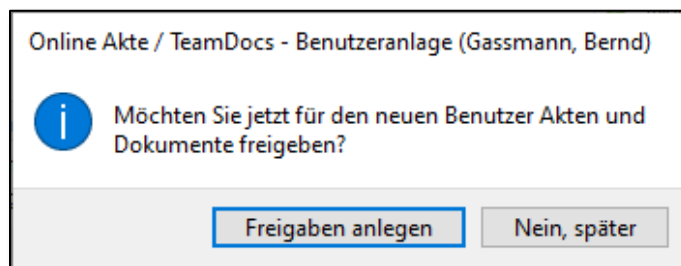 Online Akte / TeamDocs - Benutzeranlage (Gassmann, Bernd)
Möchten Sie jetzt für den neuen Benutzer Akten und
Dokumente freigeben?
Freigaben anlegen
Nein, später